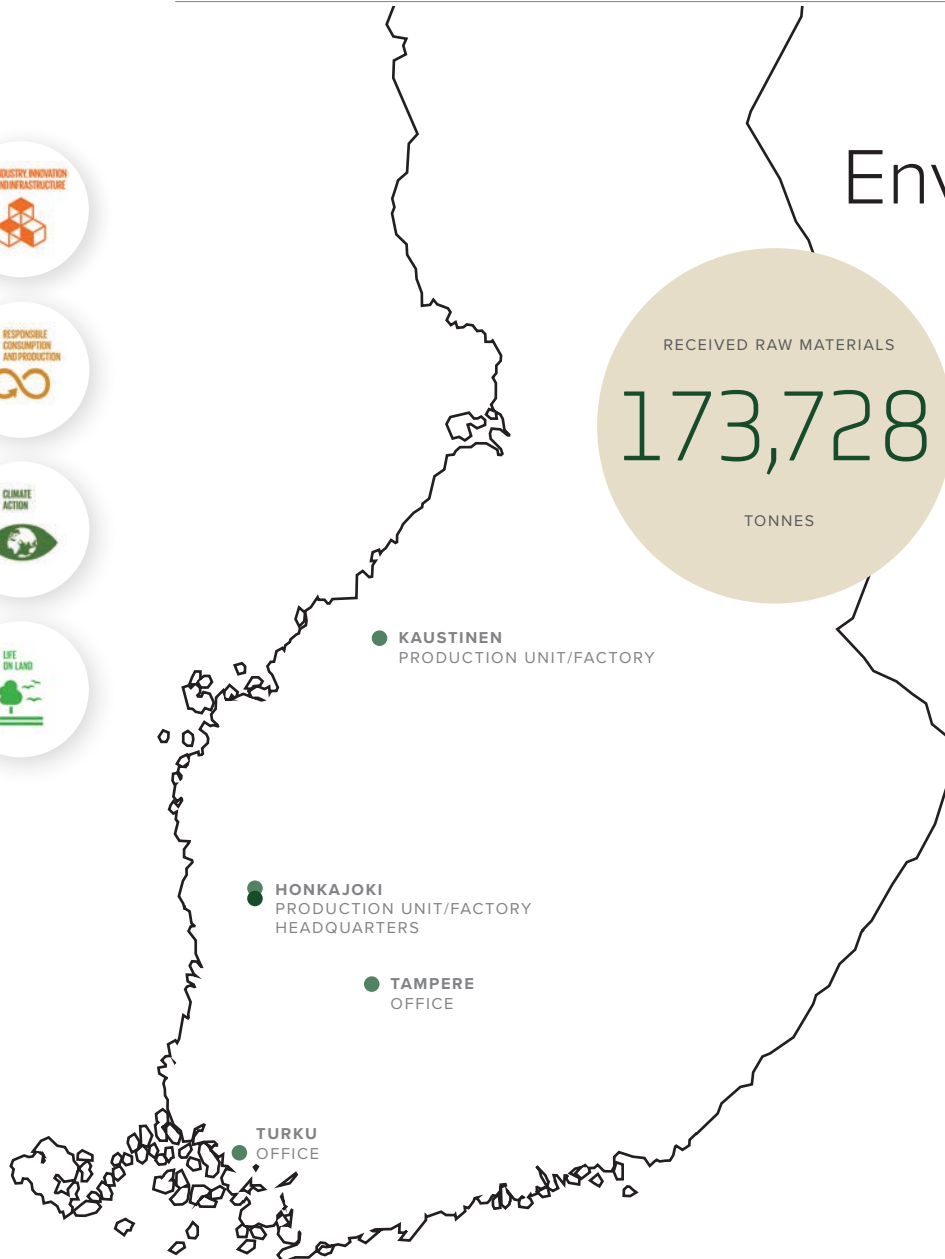 Env
INDUSTRY, INNOVATION
AND INFRASTRUCTURE
RESPONSIBLE
CONSUMPTION
AND PRODUCTION
CLIMATE
ACTION
LIFE
ON LAND
RECEIVED RAW MATERIALS
173,728
TONNES
KAUSTINEN
PRODUCTION UNIT/FACTORY
HONKAJOKI
PRODUCTION UNIT/FACTORY
HEADQUARTERS
TAMPERE
OFFICE
TURKU
OFFICE